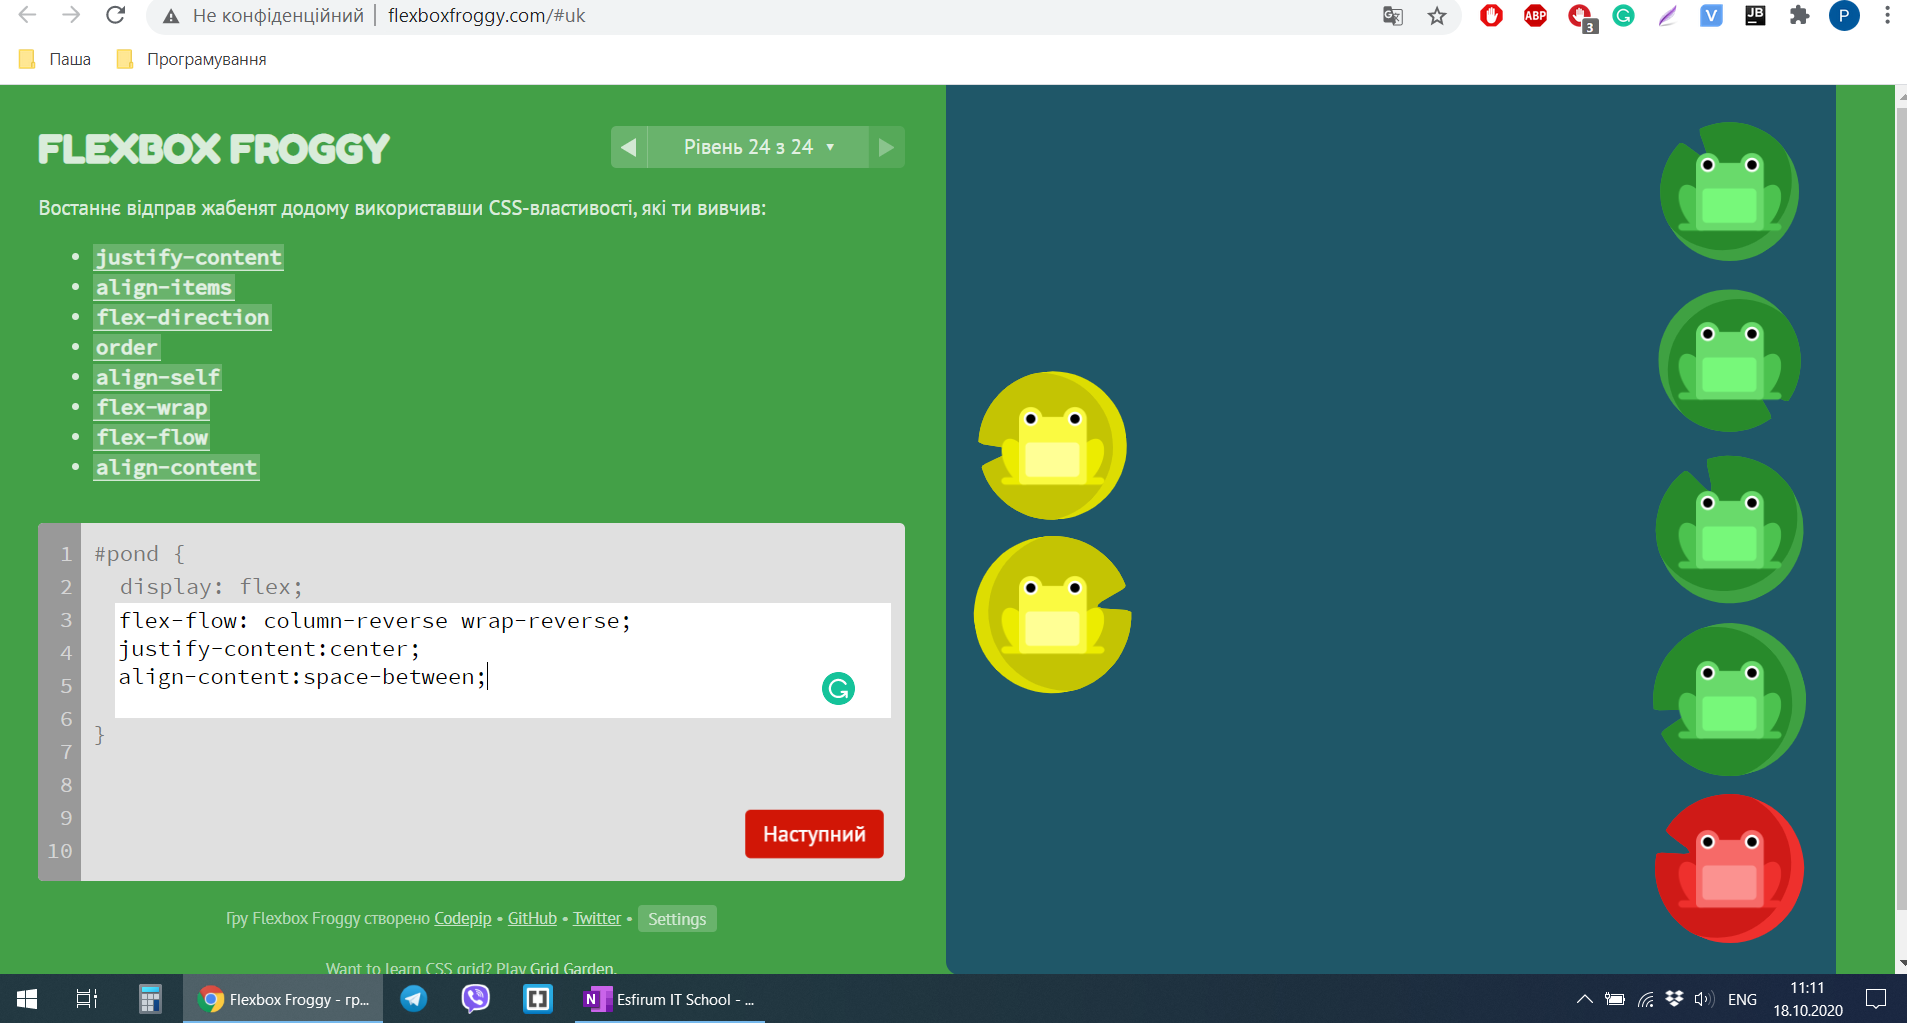 Не конфіденційний | flexboxfroggy.com/#uk
ABP
3
V
JB
P
Паша
Програмування
FLEXBOX FROGGY
Рівень 24 з 24
Востаннє відправ жабенят додому використавши CSS-властивості, які ти вивчив:
justify-content
align-items
flex-direction
order
align-self
flex-wrap
flex-flow
align-content
1 #pond {
2 display: flex;
3 flex-flow: column-reverse wrap-reverse;
4 justify-content:center;
5 align-content:space-between;
6 }
7
8
9
10
Наступний
Гру Flexbox Froggy створено Codepip • GitHub • Twitter • Settings
Want to learn CSS grid? Play Grid Garden.
Flexbox Froggy - гр...
N
Esfirum IT School - ...
ENG
11:11
18.10.2020